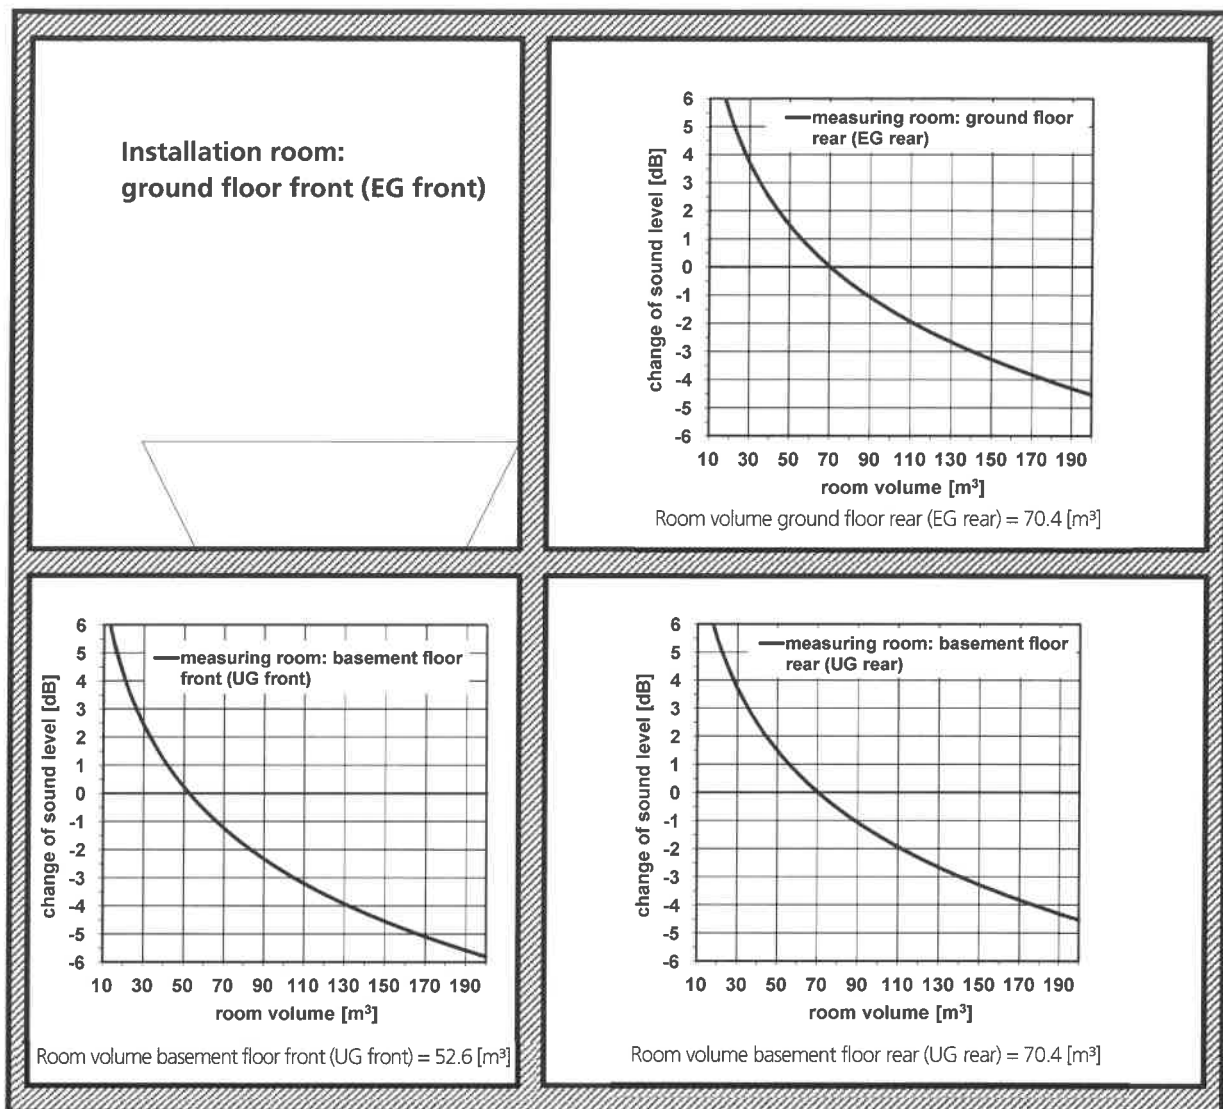 Installation room:
ground floor front (EG front)
6
5
4
3
2
1
0
-1
-2
-3
-4
-5
-6
change of sound level [dB]
measuring room: ground floor
rear (EG rear)
10 30 50 70 90 110 130 150 170 190
room volume [m³]
Room volume ground floor rear (EG rear) = 70.4 [m³]
6
5
4
3
2
1
0
-1
-2
-3
-4
-5
-6
change of sound level [dB]
measuring room: basement floor
front (UG front)
10 30 50 70 90 110 130 150 170 190
room volume [m³]
Room volume basement floor front (UG front) = 52.6 [m³]
6
5
4
3
2
1
0
-1
-2
-3
-4
-5
-6
change of sound level [dB]
measuring room: basement floor
rear (UG rear)
10 30 50 70 90 110 130 150 170 190
room volume [m³]
Room volume basement floor rear (UG rear) = 70.4 [m³]